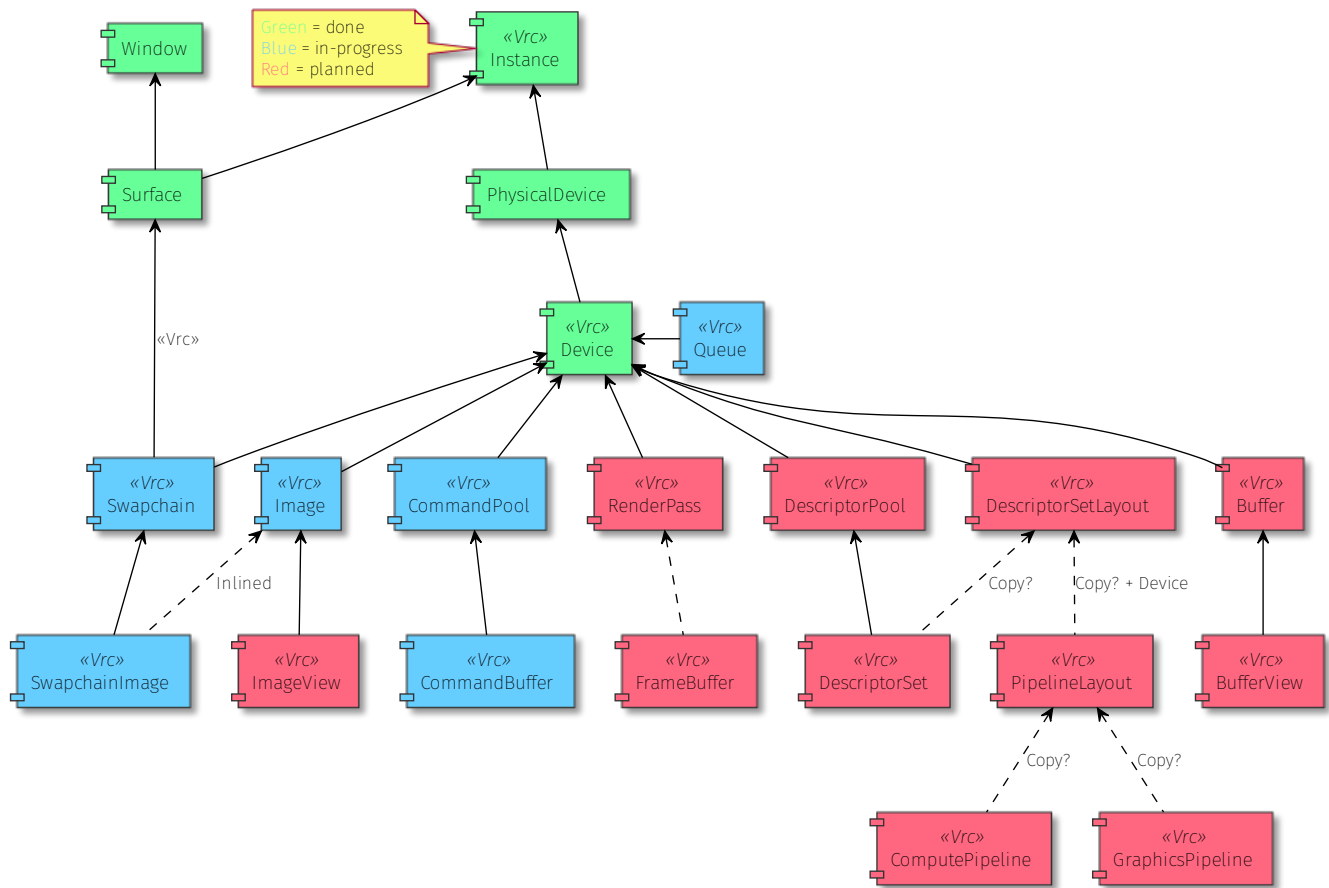 Green = done
Blue = in-progress
Red = planned
Window
«Vrc»
Instance
Surface
PhysicalDevice
«Vrc»
«Vrc»
Device
«Vrc»
Queue
«Vrc»
Swapchain
«Vrc»
Image
«Vrc»
CommandPool
«Vrc»
RenderPass
«Vrc»
DescriptorPool
«Vrc»
DescriptorSetLayout
«Vrc»
Buffer
Inlined
Copy?
Copy? + Device
«Vrc»
SwapchainImage
«Vrc»
ImageView
«Vrc»
CommandBuffer
«Vrc»
FrameBuffer
«Vrc»
DescriptorSet
«Vrc»
PipelineLayout
«Vrc»
BufferView
Copy?
Copy?
«Vrc»
ComputePipeline
«Vrc»
GraphicsPipeline